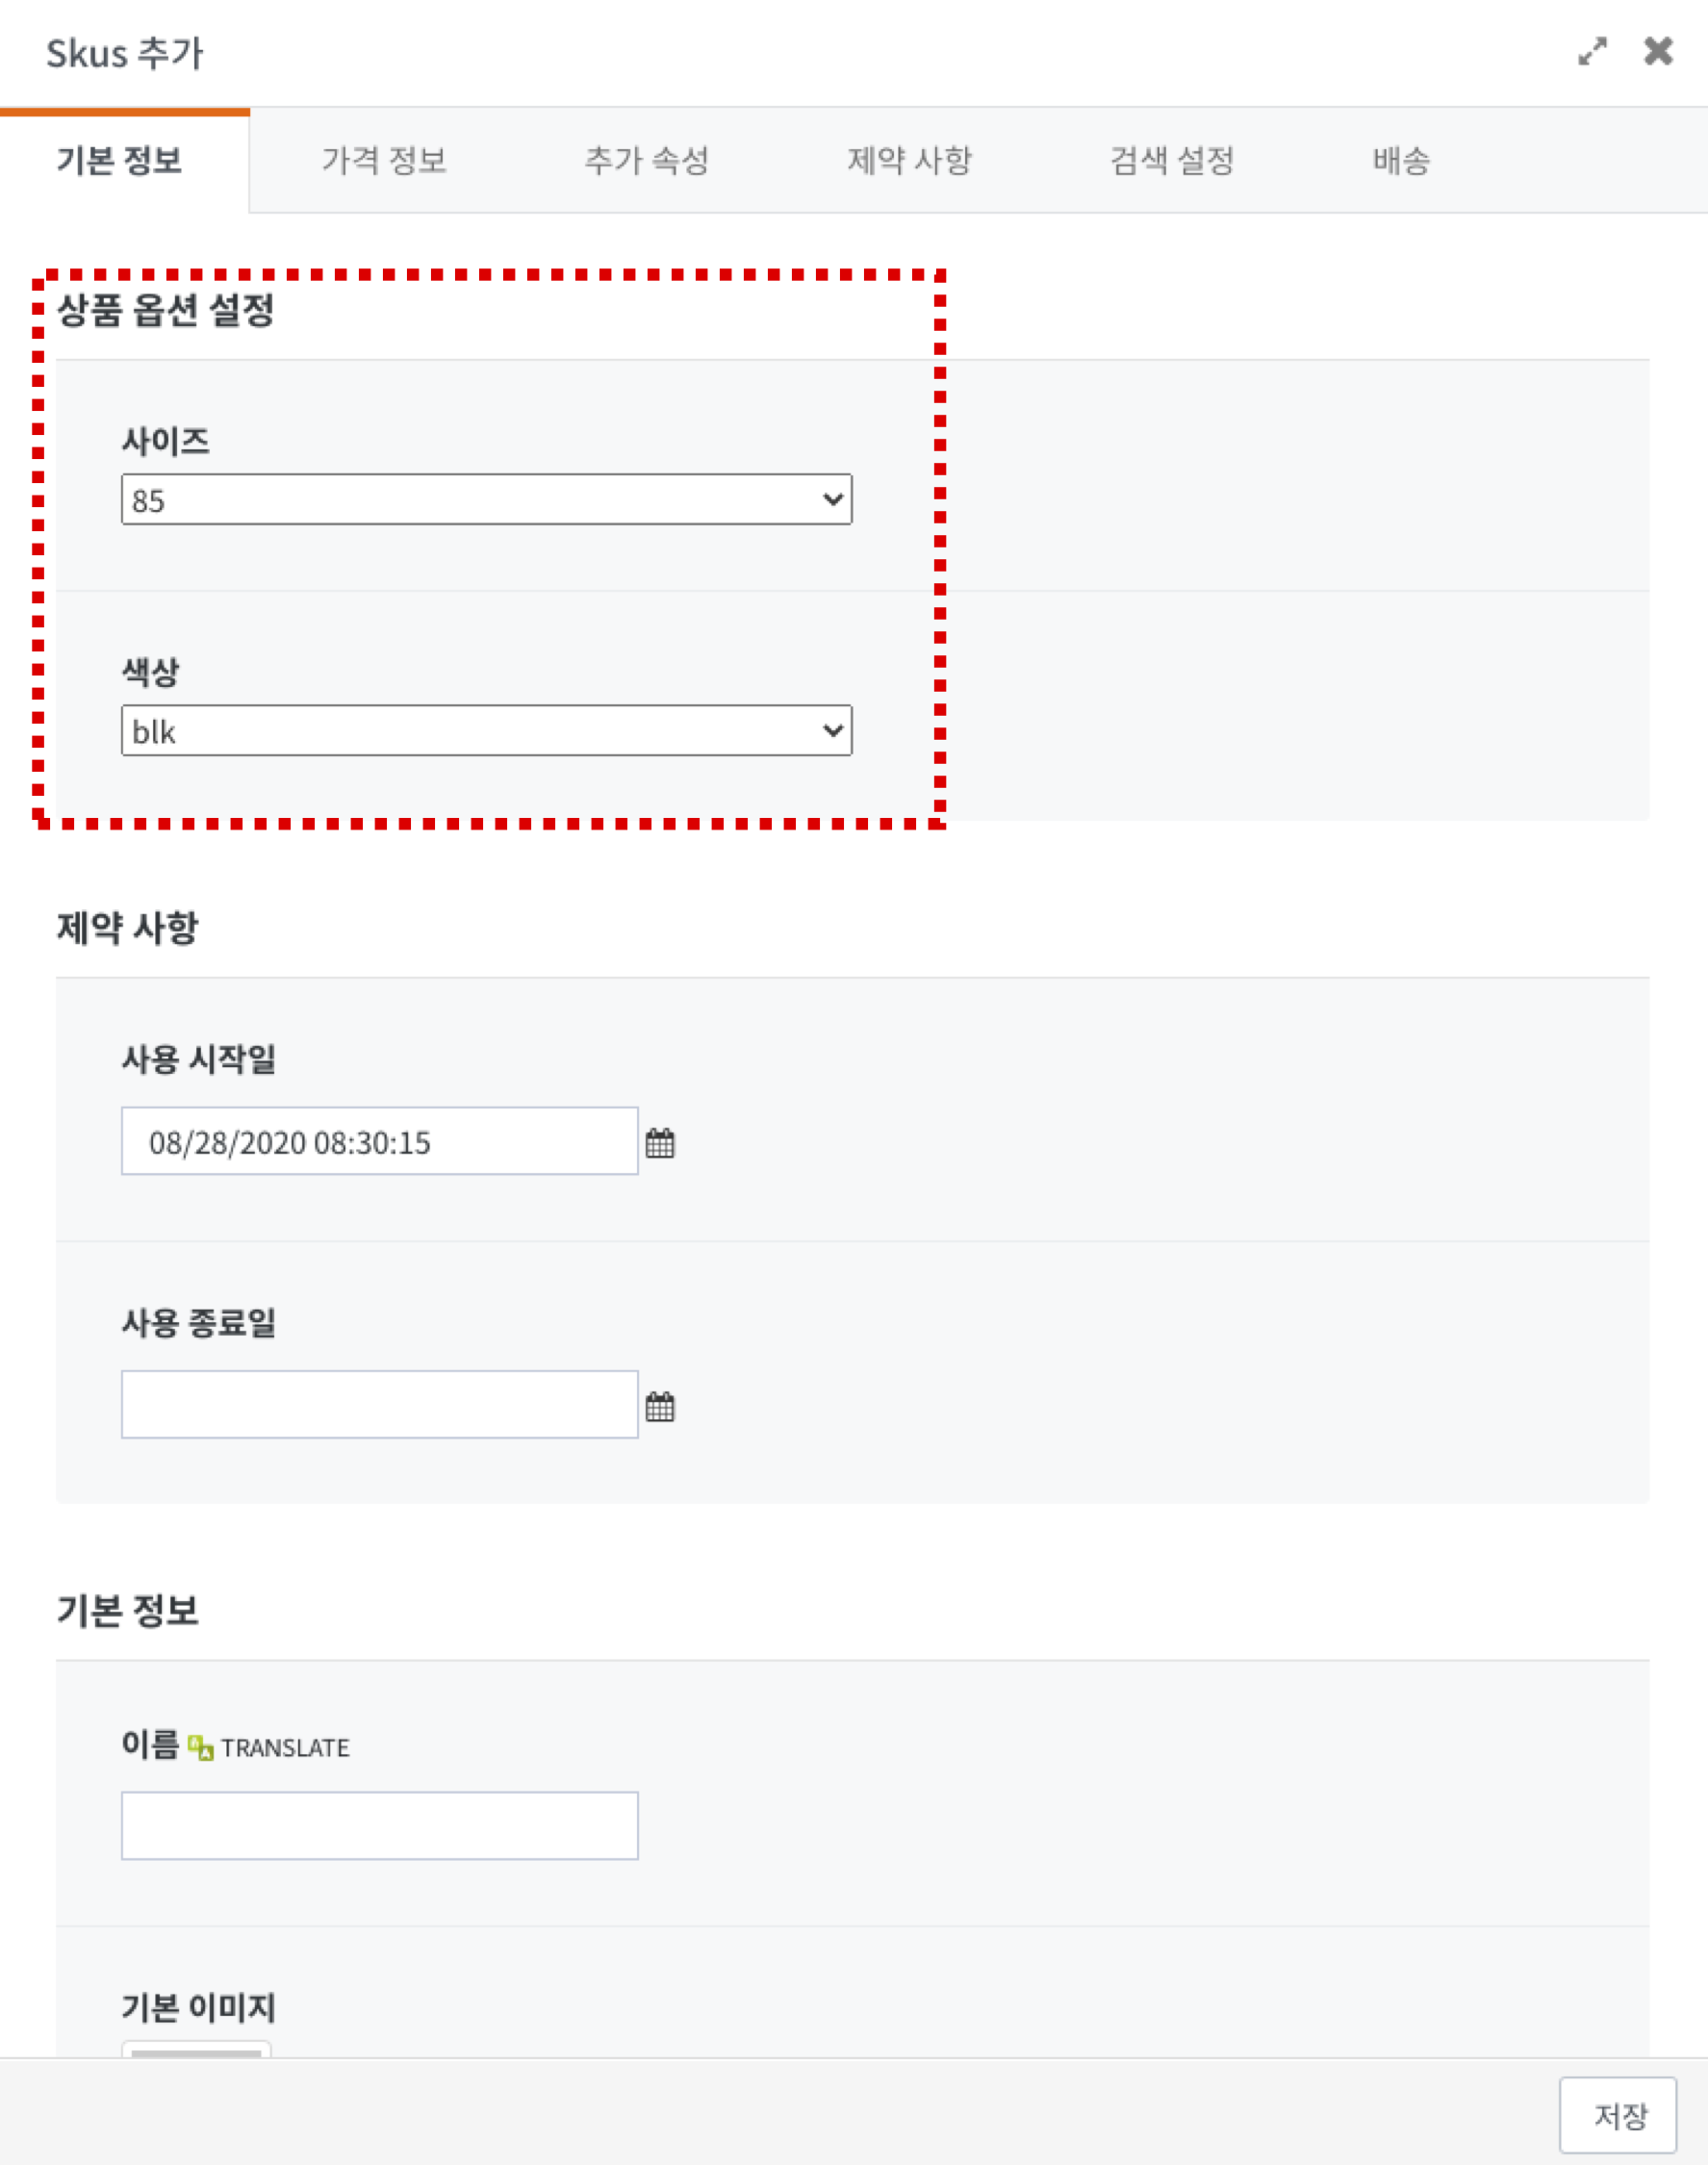 Skus 추가
기본 정보 가격 정보 추가 속성 제약 사항 검색 설정 배송
상품 옵션 설정
사이즈
85
색상
blk
제약 사항
사용 시작일
08/28/2020 08:30:15
사용 종료일
기본 정보
이름 TRANSLATE
기본 이미지
저장